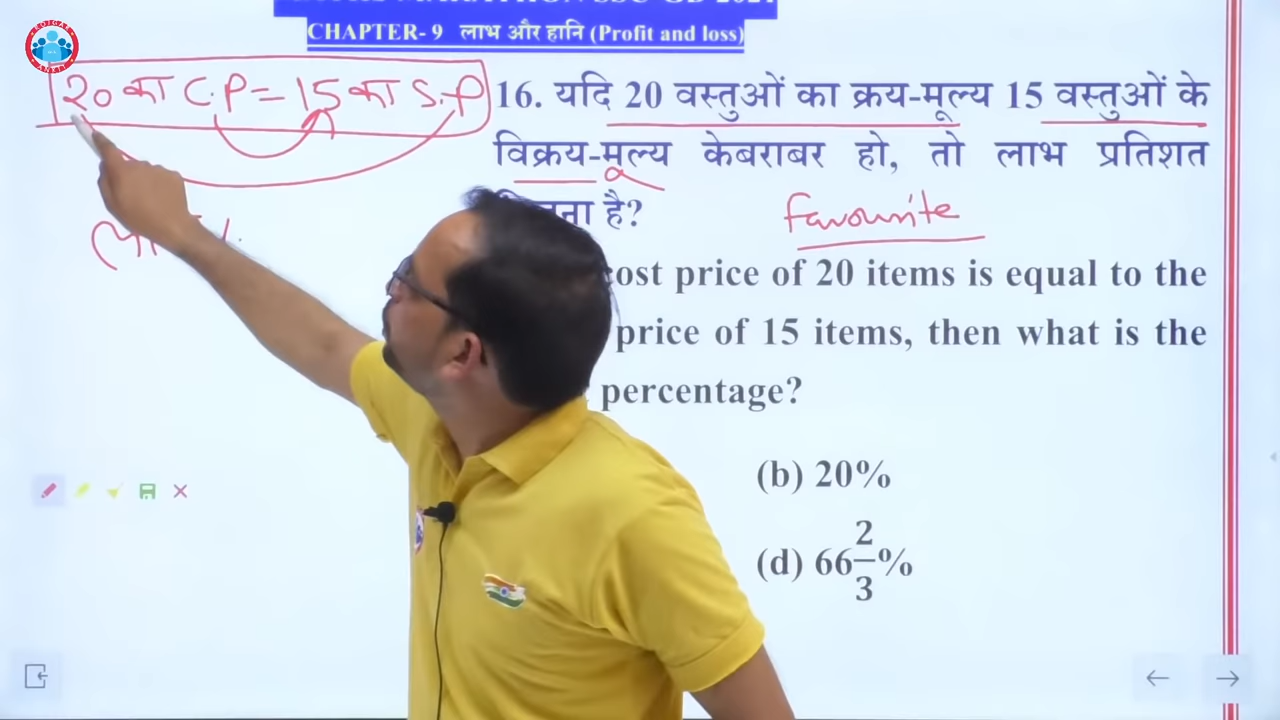 CHAPTER- 9 लाभ और हानि (Profit and loss)
ROJGAR
ANKIT
20 का C.P = 15 का S.P
16. यदि 20 वस्तुओं का क्रय-मूल्य 15 वस्तुओं के
विक्रय-मूल्य केबराबर हो, तो लाभ प्रतिशत
है?
Favourite
cost price of 20 items is equal to the
price of 15 items, then what is the
percentage?
(b) 20%
(d) 66 2/3 %